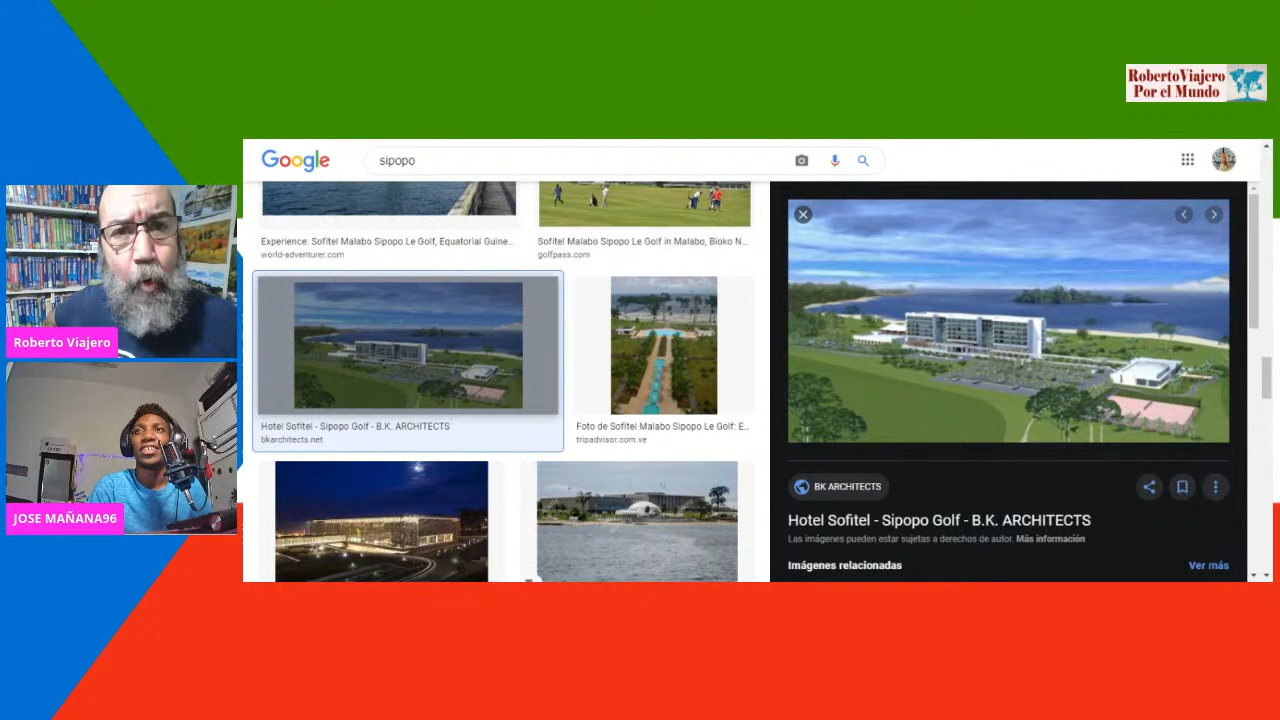 RobertoViajero
Por el Mundo
Google
sipopo
Experience: Sofitel Malabo Sipopo Le Golf, Equatorial Guine...
world-adventurer.com
Sofitel Malabo Sipopo Le Golf in Malabo, Bioko N...
golfpass.com
Hotel Sofitel - Sipopo Golf - B.K. ARCHITECTS
bkarchitects.net
Foto de Sofitel Malabo Sipopo Le Golf: E...
tripadvisor.com.ve
BK ARCHITECTS
Hotel Sofitel - Sipopo Golf - B.K. ARCHITECTS
Las imágenes pueden estar sujetas a derechos de autor. Más información
Imágenes relacionadas
Ver más
Roberto Viajero
JOSE MAÑANA96